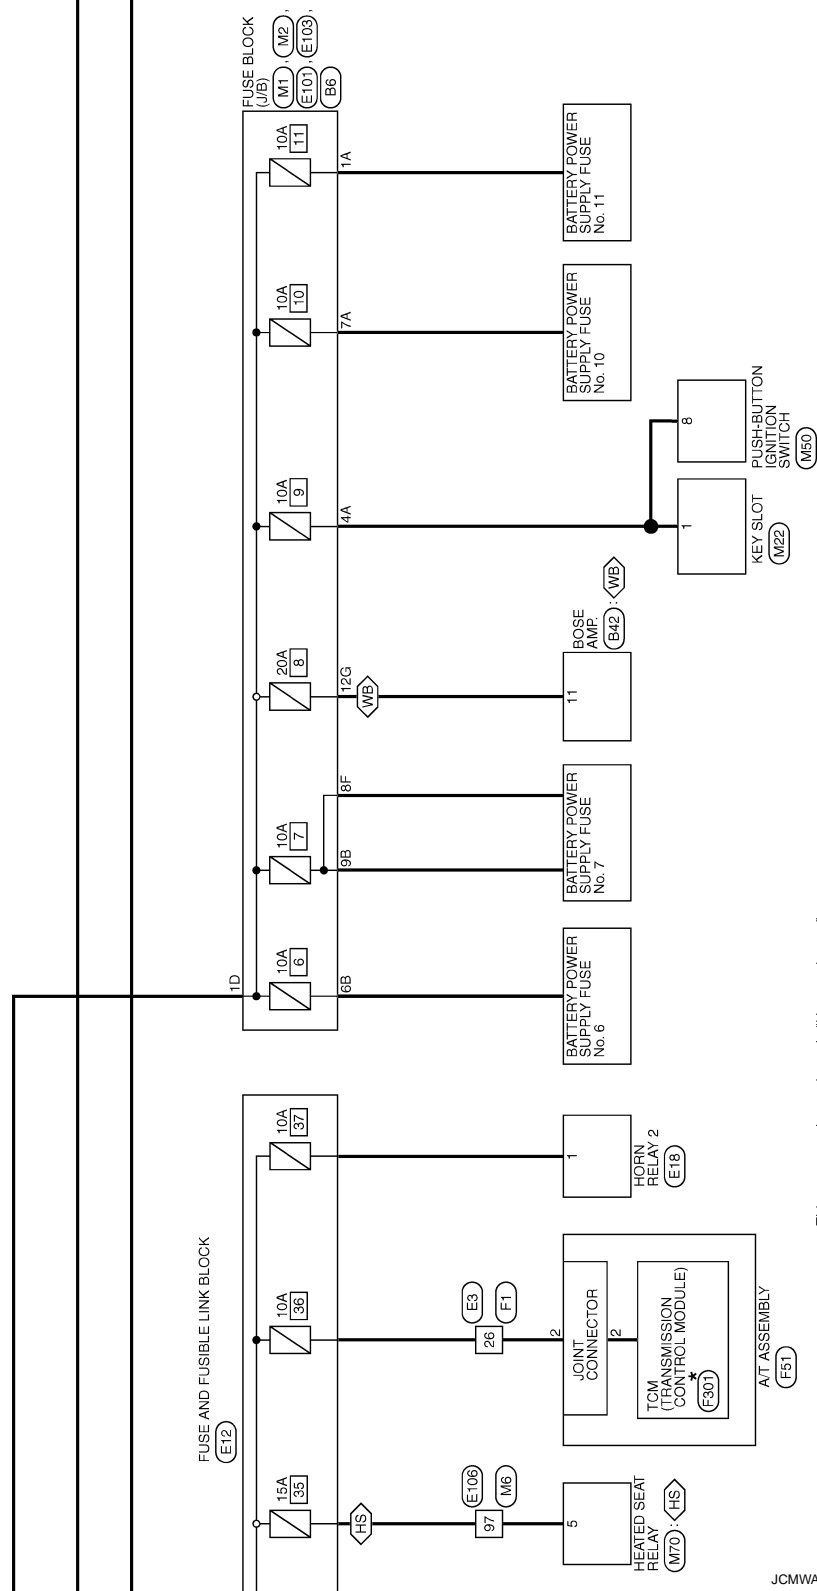 FUSE AND FUSIBLE LINK BLOCK
E12
15A
35
HS
E106
97
M6
5
HEATED SEAT
RELAY
M70 : HS
10A
36
E3
26
F1
2
JOINT
CONNECTOR
2
TCM
(TRANSMISSION
CONTROL MODULE)
*
F301
A/T ASSEMBLY
F51
10A
37
1
HORN
RELAY 2
E18
FUSE BLOCK
(J/B)
M1 , M2 ,
E101 , E103 ,
B6
1D
10A
6
6B
BATTERY POWER
SUPPLY FUSE
No. 6
10A
7
9B
8F
BATTERY POWER
SUPPLY FUSE
No. 7
20A
8
12G
WB
11
BOSE
AMP.
B42 : WB
10A
9
4A
1
KEY SLOT
M22
8
PUSH-BUTTON
IGNITION
SWITCH
M50
10A
10
7A
BATTERY POWER
SUPPLY FUSE
No. 10
10A
11
1A
BATTERY POWER
SUPPLY FUSE
No. 11
JCMWA